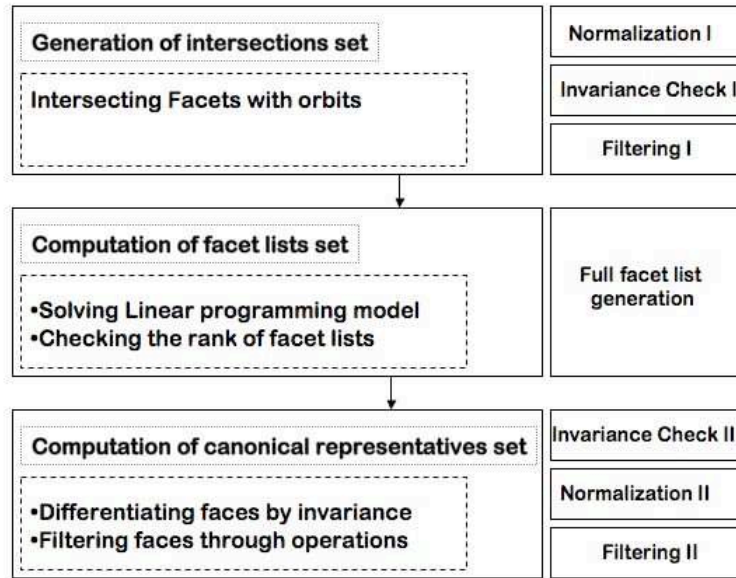 Generation of intersections set
Intersecting Facets with orbits
Normalization I
Invariance Check I
Filtering I
Computation of facet lists set
•Solving Linear programming model
•Checking the rank of facet lists
Full facet list
generation
Computation of canonical representatives set
•Differentiating faces by invariance
•Filtering faces through operations
Invariance Check II
Normalization II
Filtering II